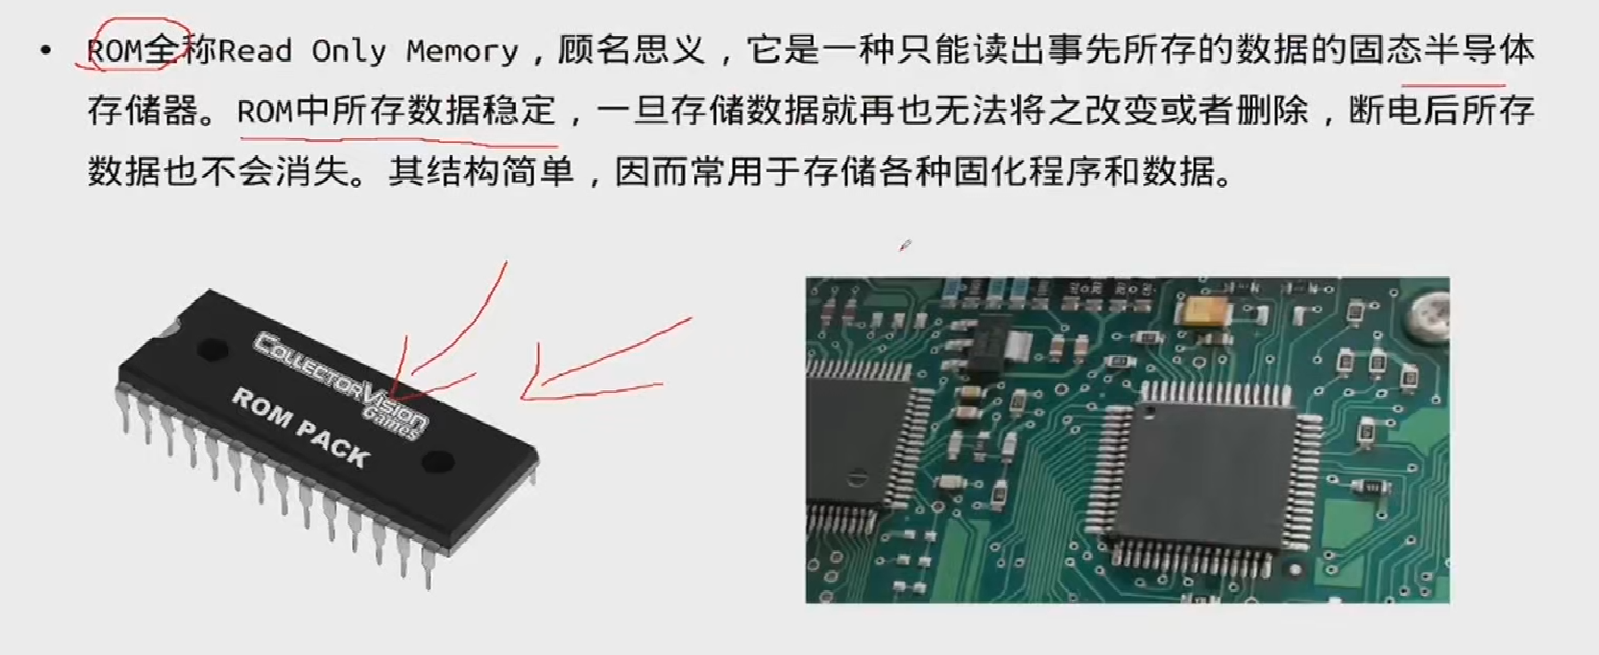 • ROM全称Read Only Memory，顾名思义，它是一种只能读出事先所存的数据的固态半导体
存储器。ROM中所存数据稳定，一旦存储数据就再也无法将之改变或者删除，断电后所存
数据也不会消失。其结构简单，因而常用于存储各种固化程序和数据。
COLLECTORVISION
Games
ROM PACK